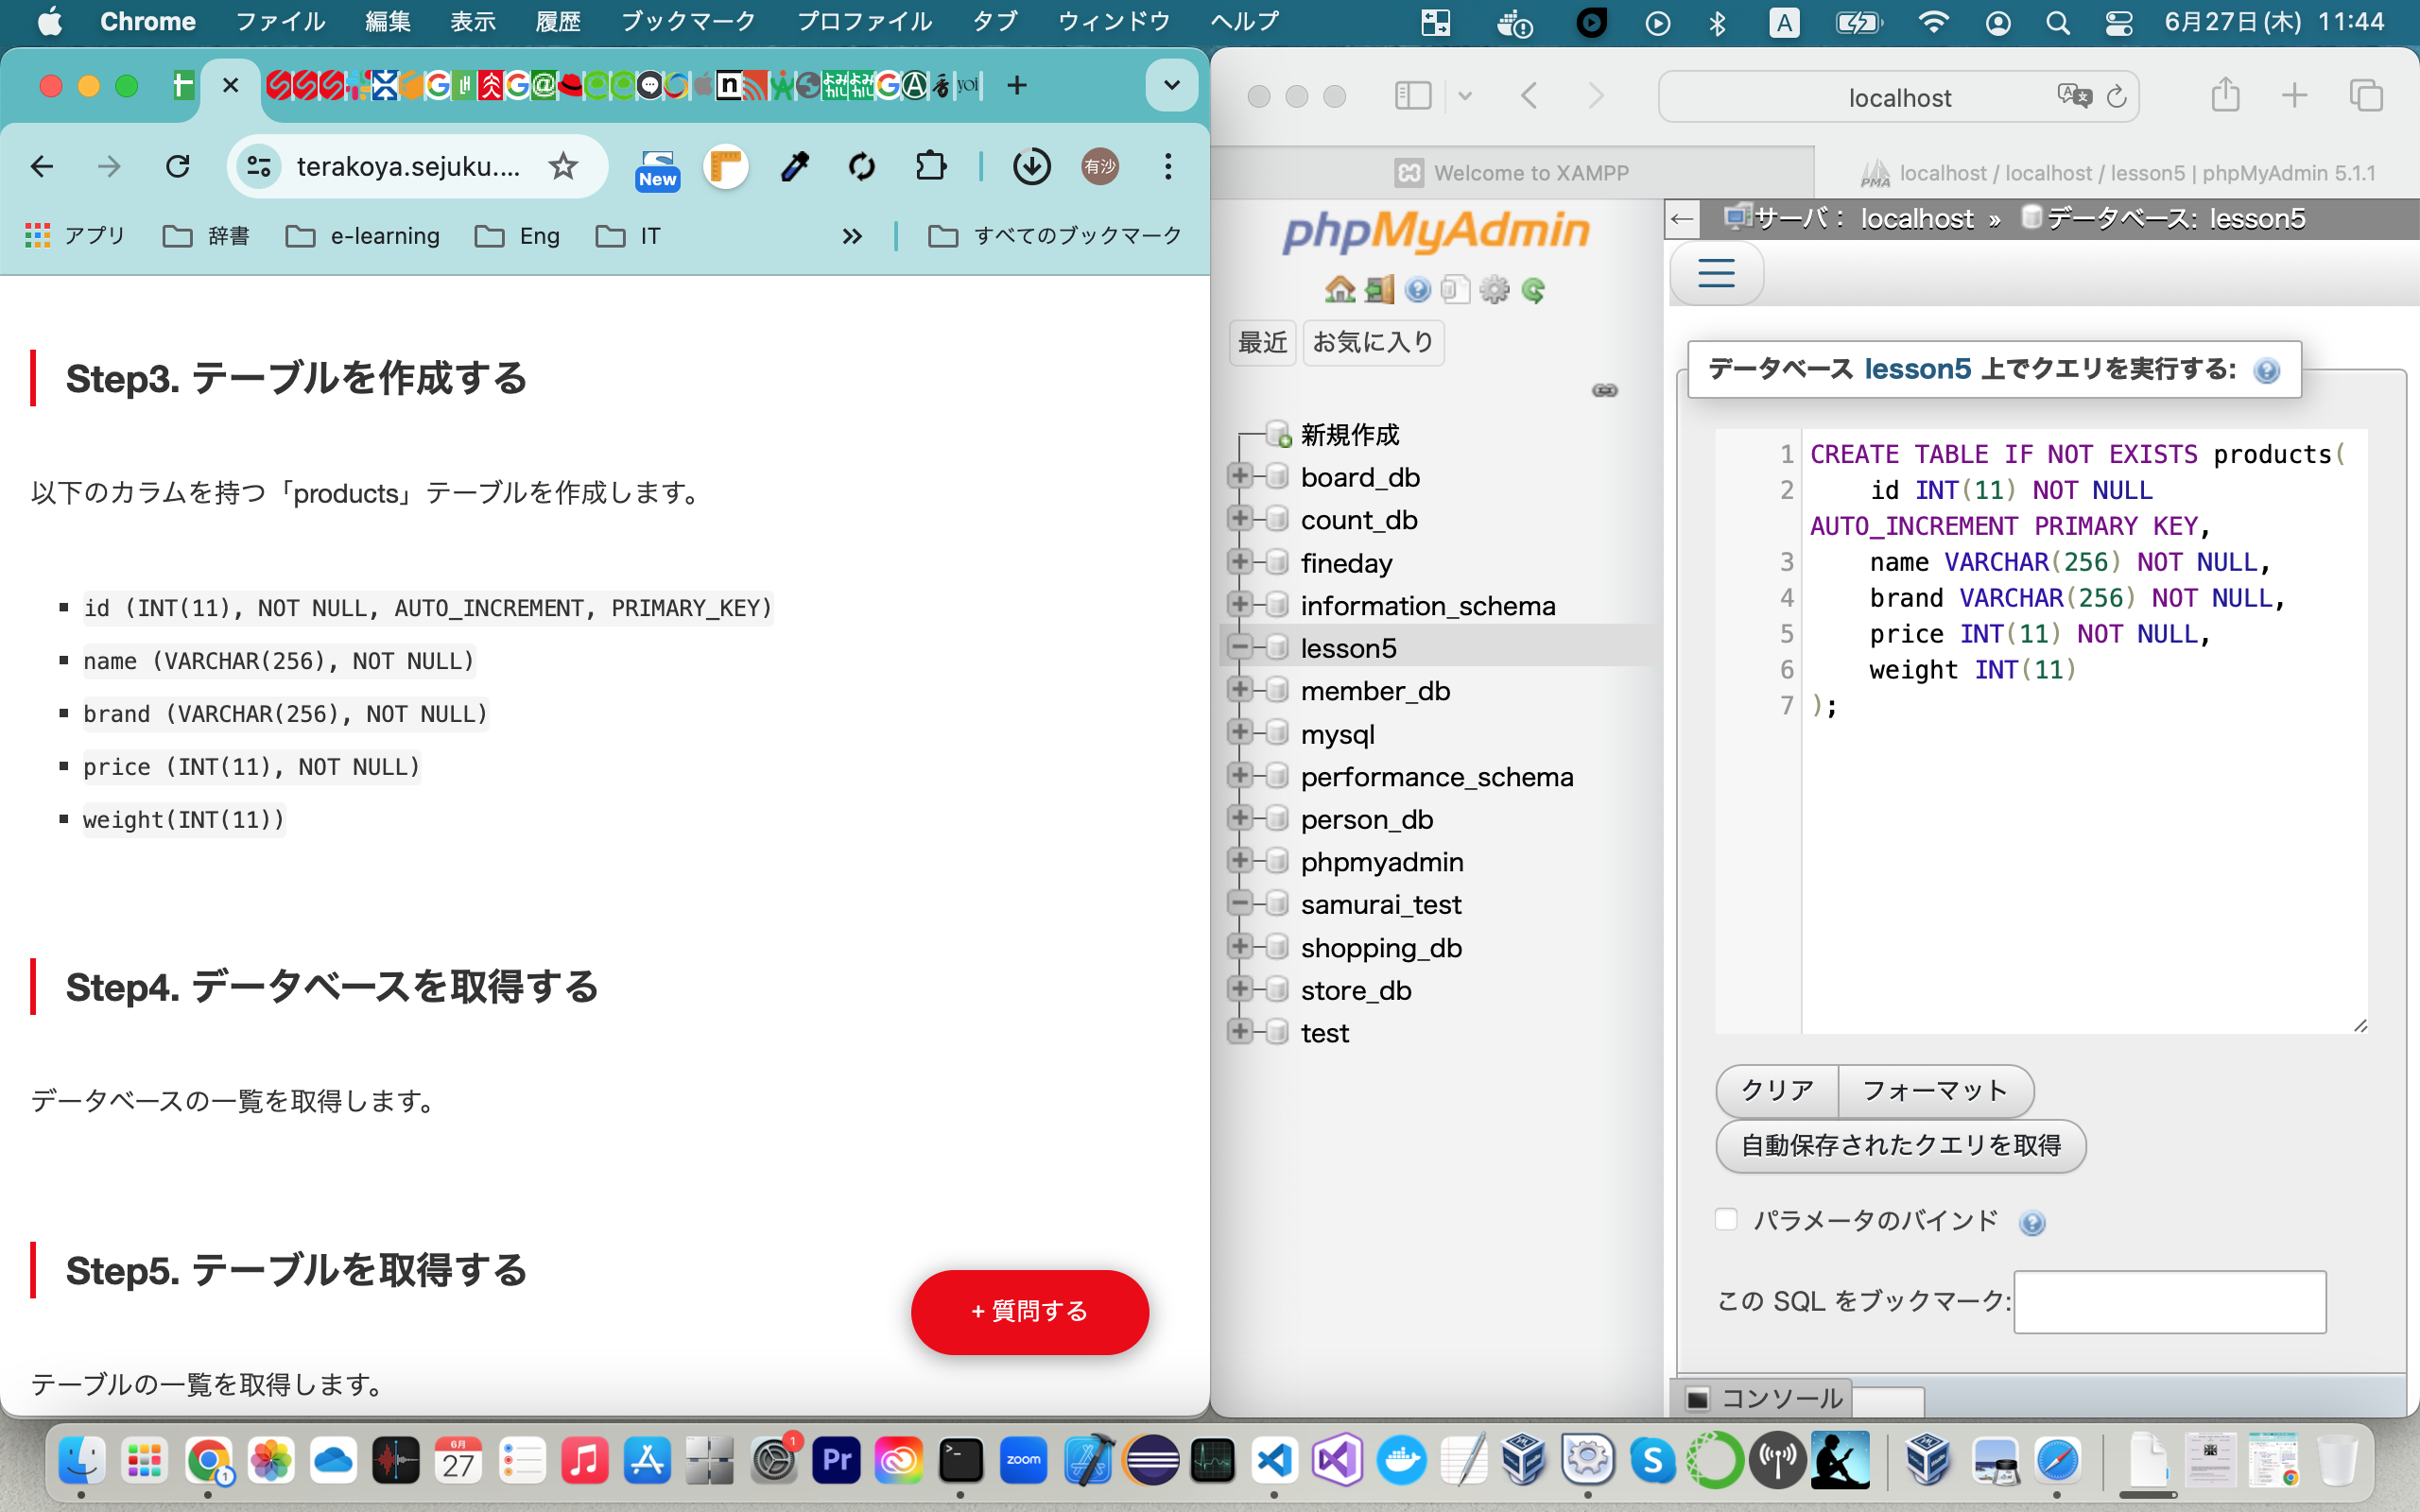 Chrome ファイル 編集 表示 履歴 ブックマーク プロファイル タブ ウィンドウ ヘルプ A 6月27日(木) 11:44
terakoya.sejuku.... New 有沙
アプリ 辞書 e-learning Eng IT » すべてのブックマーク
Step3. テーブルを作成する
以下のカラムを持つ「products」テーブルを作成します。
id (INT(11), NOT NULL, AUTO_INCREMENT, PRIMARY_KEY)
name (VARCHAR(256), NOT NULL)
brand (VARCHAR(256), NOT NULL)
price (INT(11), NOT NULL)
weight(INT(11))
Step4. データベースを取得する
データベースの一覧を取得します。
Step5. テーブルを取得する
+ 質問する
テーブルの一覧を取得します。
localhost
Welcome to XAMPP
localhost / localhost / lesson5 | phpMyAdmin 5.1.1
phpMyAdmin
最近 お気に入り
新規作成
board_db
count_db
fineday
information_schema
lesson5
member_db
mysql
performance_schema
person_db
phpmyadmin
samurai_test
shopping_db
store_db
test
サーバ: localhost » データベース: lesson5
データベース lesson5 上でクエリを実行する:
1 CREATE TABLE IF NOT EXISTS products(
2 id INT(11) NOT NULL
AUTO_INCREMENT PRIMARY KEY,
3 name VARCHAR(256) NOT NULL,
4 brand VARCHAR(256) NOT NULL,
5 price INT(11) NOT NULL,
6 weight INT(11)
7 );
クリア フォーマット
自動保存されたクエリを取得
パラメータのバインド
この SQL をブックマーク:
コンソール
1 6月 27 1 Pr zoom S